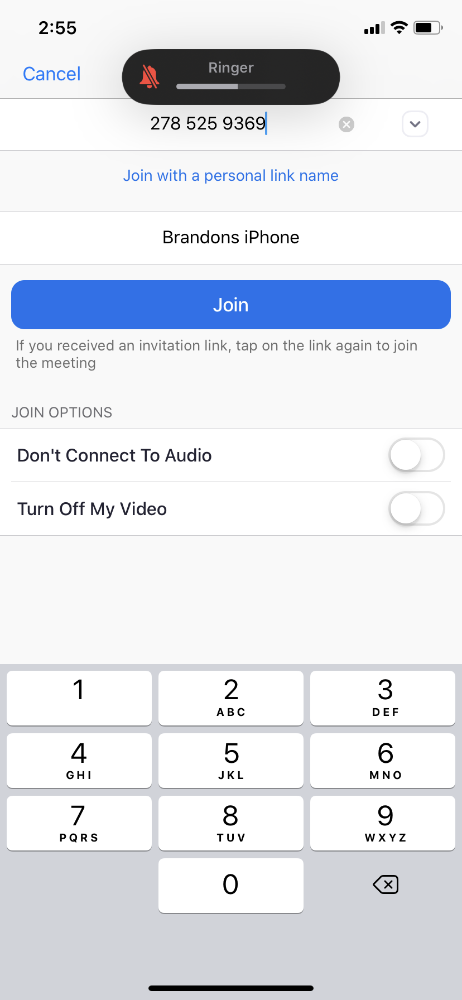 2:55
Cancel
Ringer
278 525 9369
Join with a personal link name
Brandons iPhone
Join
If you received an invitation link, tap on the link again to join
the meeting
JOIN OPTIONS
Don't Connect To Audio
Turn Off My Video
1
2
ABC
3
DEF
4
GHI
5
JKL
6
MNO
7
PQRS
8
TUV
9
WXYZ
0